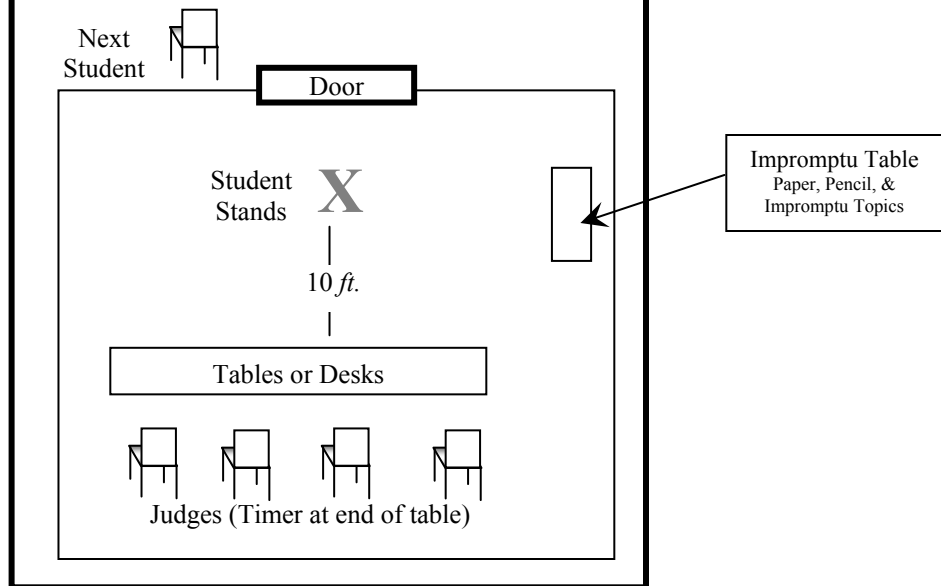 Next
Student
Door
Impromptu Table
Paper, Pencil, &
Impromptu Topics
Student
Stands
X
10 ft.
Tables or Desks
Judges (Timer at end of table)